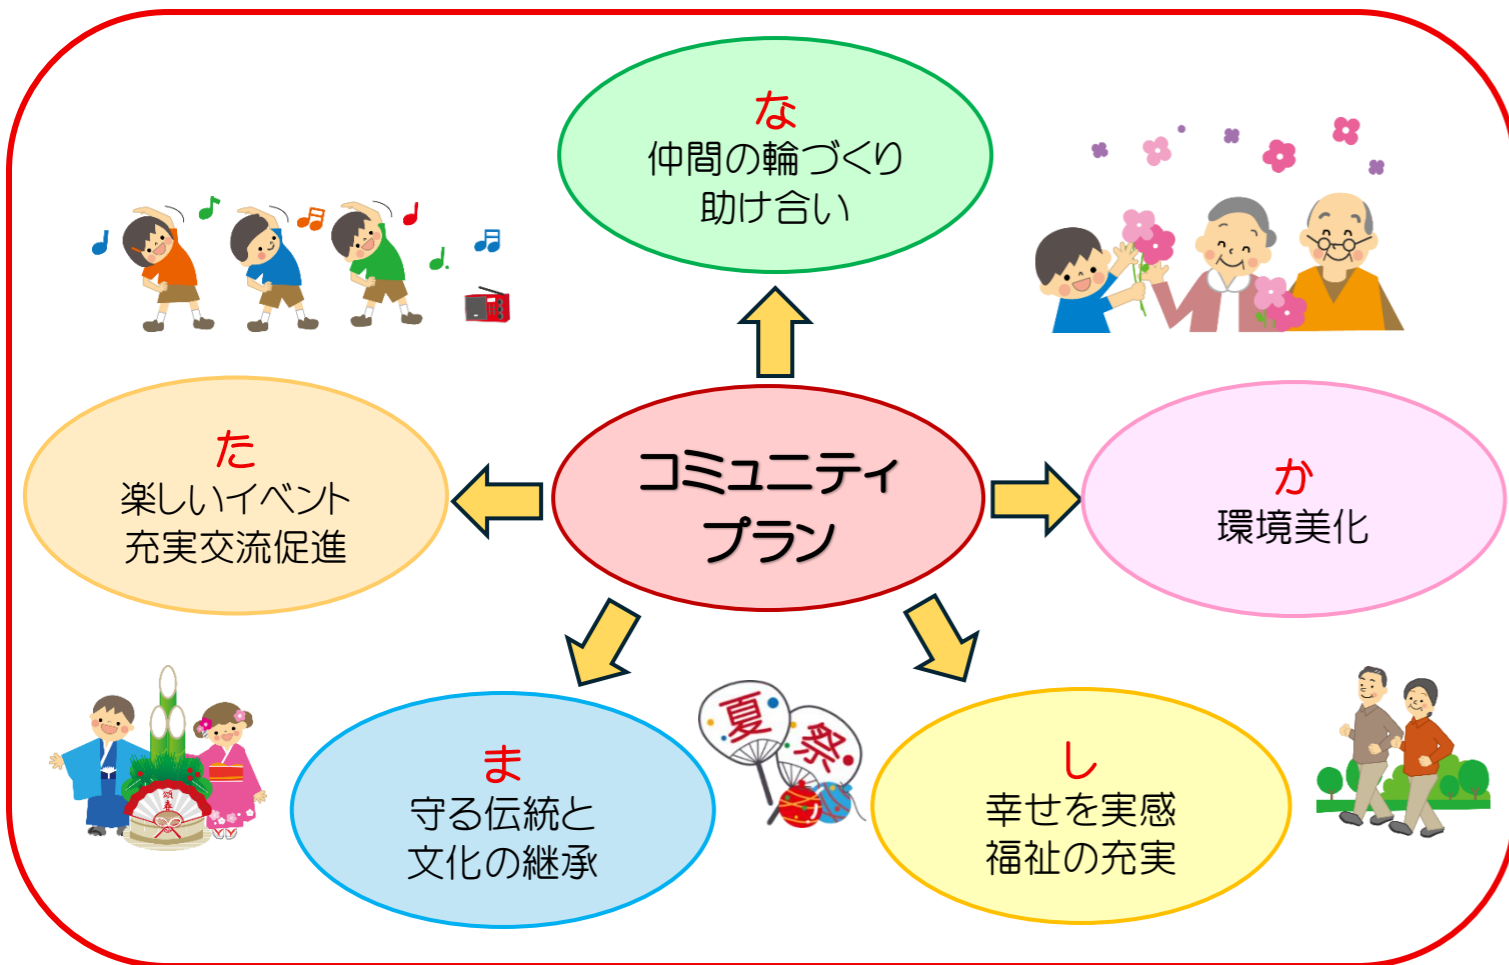 な
仲間の輪づくり
助け合い
た
楽しいイベント
充実交流促進
コミュニティ
プラン
か
環境美化
ま
守る伝統と
文化の継承
夏
祭
し
幸せを実感
福祉の充実
頌春